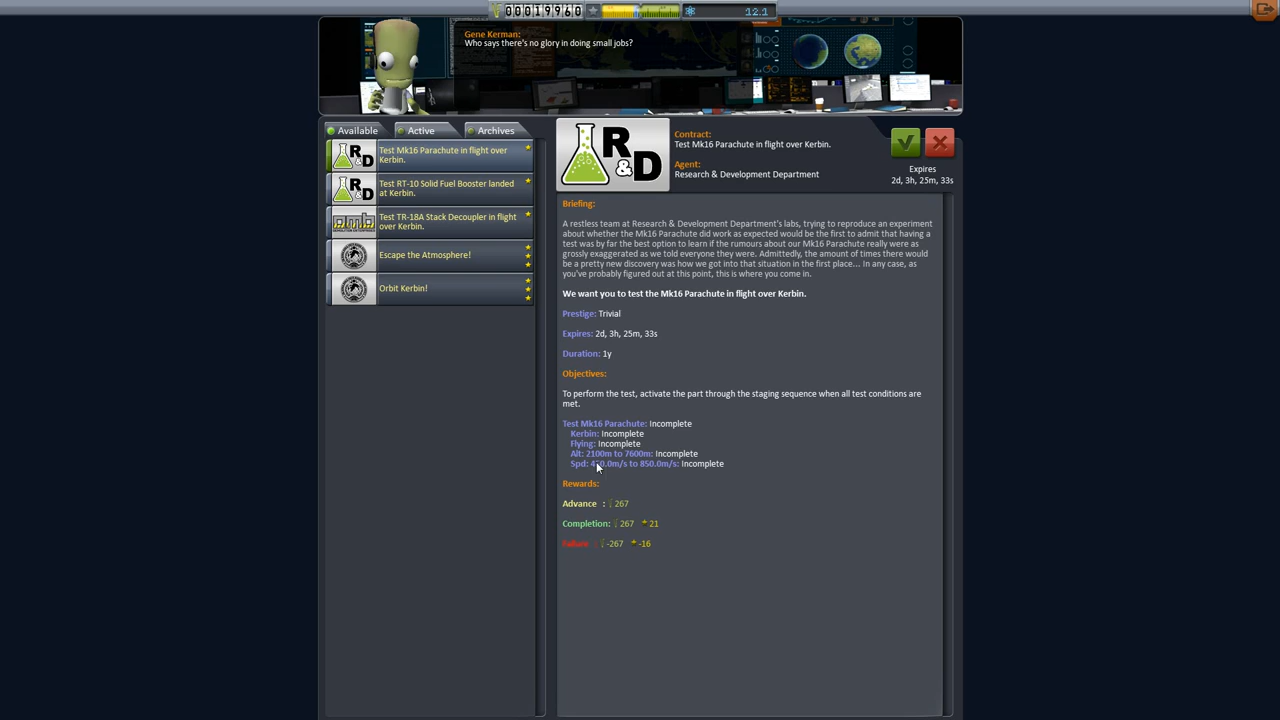 00019960
12.1
Gene Kerman:
Who says there's no glory in doing small jobs?
Available
Active
Archives
Test Mk16 Parachute in flight over
Kerbin.
Test RT-10 Solid Fuel Booster landed
at Kerbin.
Test TR-18A Stack Decoupler in flight
over Kerbin.
Escape the Atmosphere!
Orbit Kerbin!
R&D
Contract:
Test Mk16 Parachute in flight over Kerbin.
Agent:
Research & Development Department
Expires
2d, 3h, 25m, 33s
Briefing:
A restless team at Research & Development Department's labs, trying to reproduce an experiment
about whether the Mk16 Parachute did work as expected would be the first to admit that having a
test was by far the best option to learn if the rumours about our Mk16 Parachute really were as
grossly exaggerated as we told everyone they were. Admittedly, the amount of times there would
be a pretty new discovery was how we got into that situation in the first place... In any case, as
you've probably figured out at this point, this is where you come in.
We want you to test the Mk16 Parachute in flight over Kerbin.
Prestige: Trivial
Expires: 2d, 3h, 25m, 33s
Duration: 1y
Objectives:
To perform the test, activate the part through the staging sequence when all test conditions are
met.
Test Mk16 Parachute: Incomplete
Kerbin: Incomplete
Flying: Incomplete
Alt: 2100m to 7600m: Incomplete
Spd: to 850.0m/s: Incomplete
Rewards:
Advance : 267
Completion: 267 21
Failure -267 -16